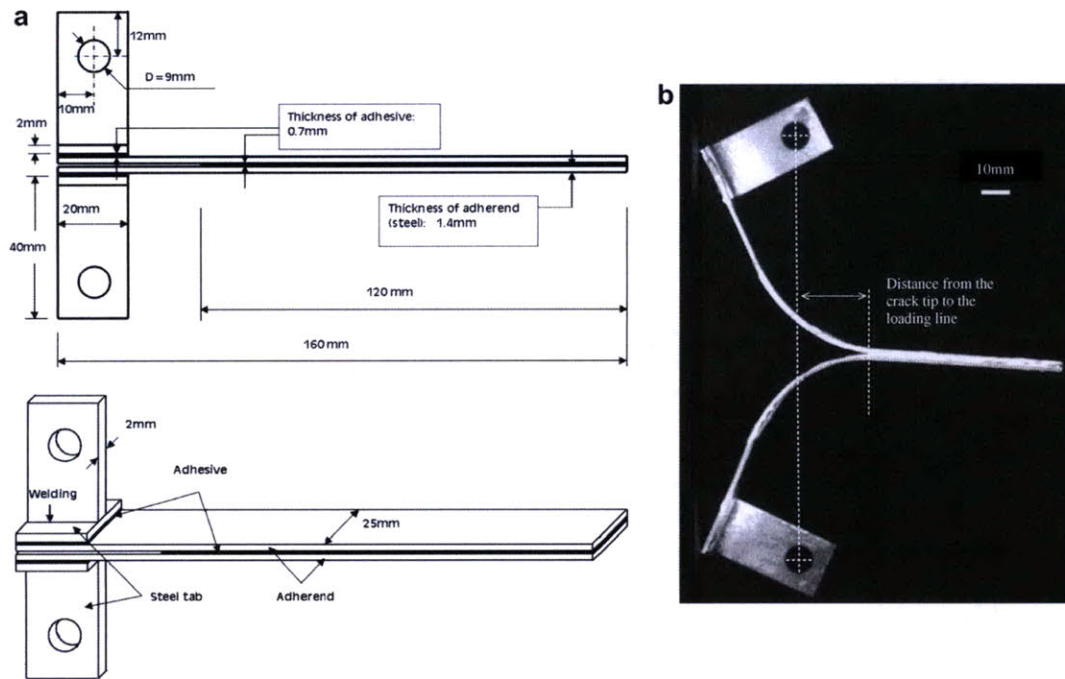 a
12mm
D=9mm
10mm
2mm
Thickness of adhesive:
0.7mm
20mm
Thickness of adherend
(steel): 1.4mm
40mm
120 mm
160mm
2mm
Adhesive
Welding
25mm
Steel tab
Adherend
b
10mm
Distance from the
crack tip to the
loading line